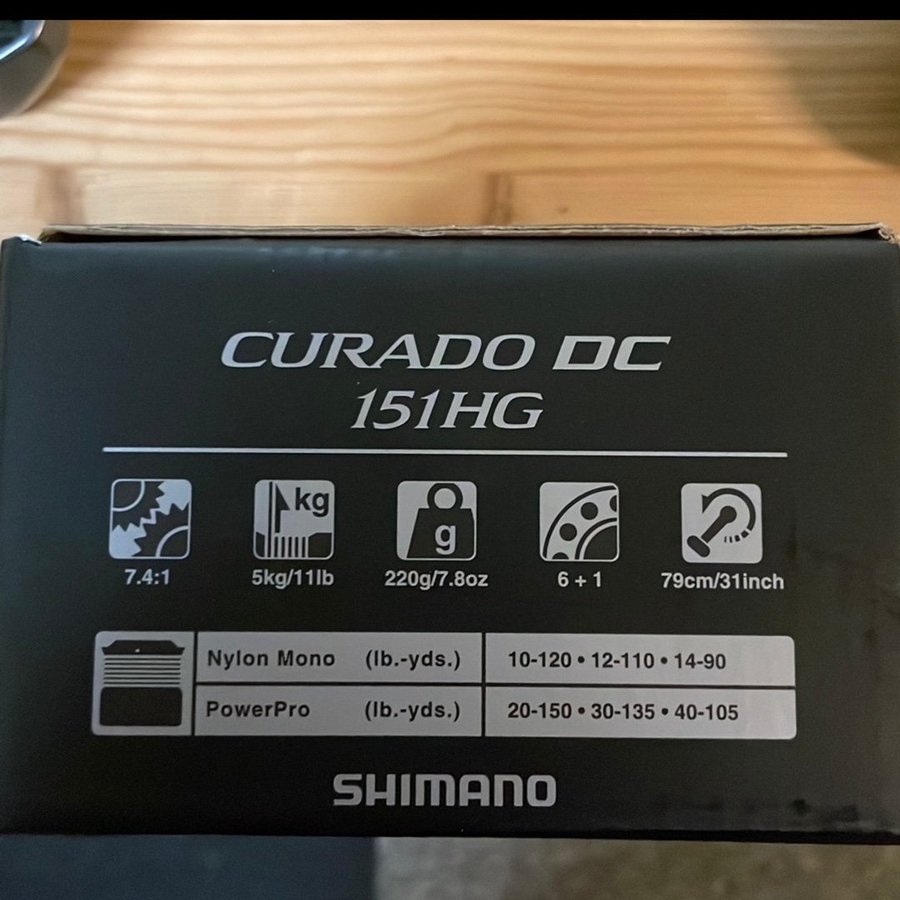 CURADO DC
151HG
kg
g
7.4:1 5kg/11lb 220g/7.8oz 6 + 1 79cm/31inch
Nylon Mono (lb.-yds.) 10-120 • 12-110 • 14-90
PowerPro (lb.-yds.) 20-150 • 30-135 • 40-105
SHIMANO